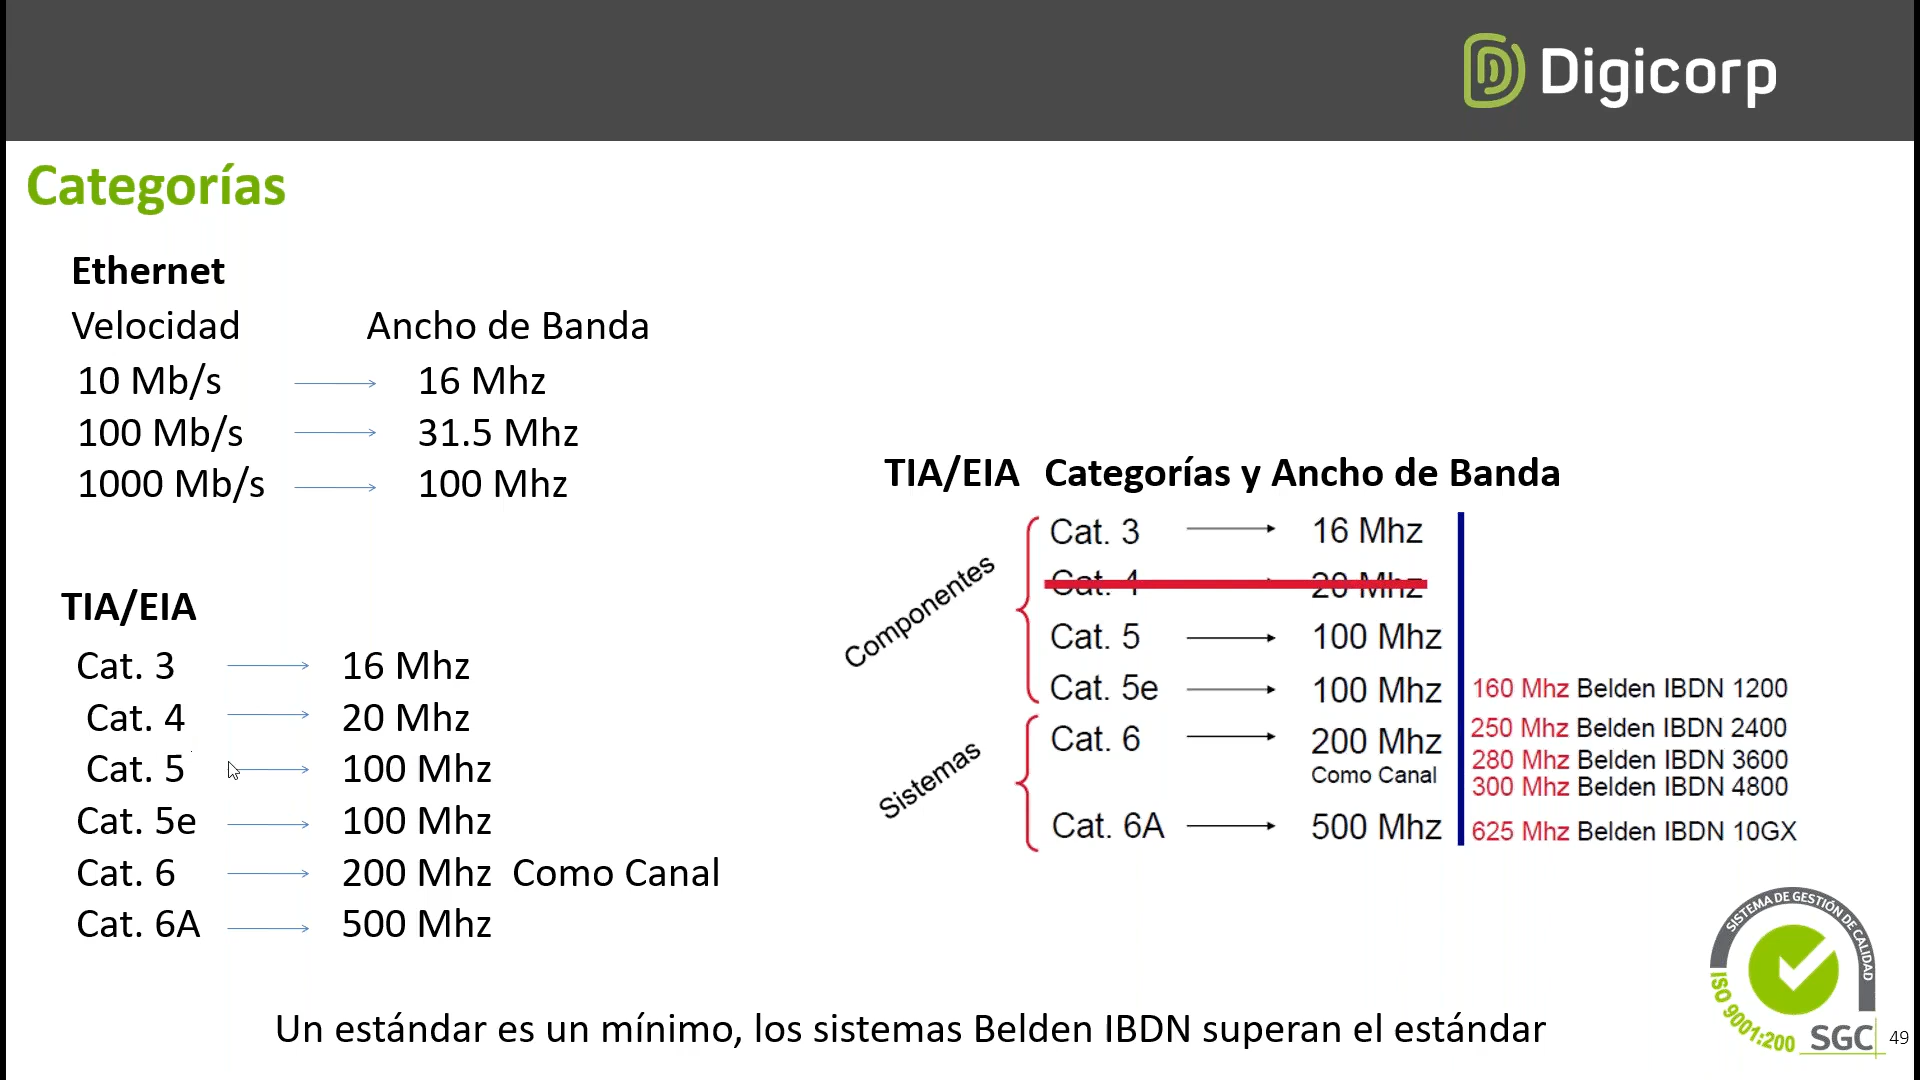 Digicorp
Categorías
Ethernet
Velocidad Ancho de Banda
10 Mb/s 16 Mhz
100 Mb/s 31.5 Mhz
1000 Mb/s 100 Mhz
TIA/EIA
Cat. 3 16 Mhz
Cat. 4 20 Mhz
Cat. 5 100 Mhz
Cat. 5e 100 Mhz
Cat. 6 200 Mhz Como Canal
Cat. 6A 500 Mhz
TIA/EIA Categorías y Ancho de Banda
Componentes
Cat. 3 16 Mhz
Cat. 4 20 Mhz
Cat. 5 100 Mhz
Cat. 5e 100 Mhz 160 Mhz Belden IBDN 1200
Sistemas
Cat. 6 200 Mhz 250 Mhz Belden IBDN 2400
280 Mhz Belden IBDN 3600
Como Canal 300 Mhz Belden IBDN 4800
Cat. 6A 500 Mhz 625 Mhz Belden IBDN 10GX
Un estándar es un mínimo, los sistemas Belden IBDN superan el estándar
SISTEMA DE GESTIÓN DE CALIDAD
ISO 9001:200
SGC
49